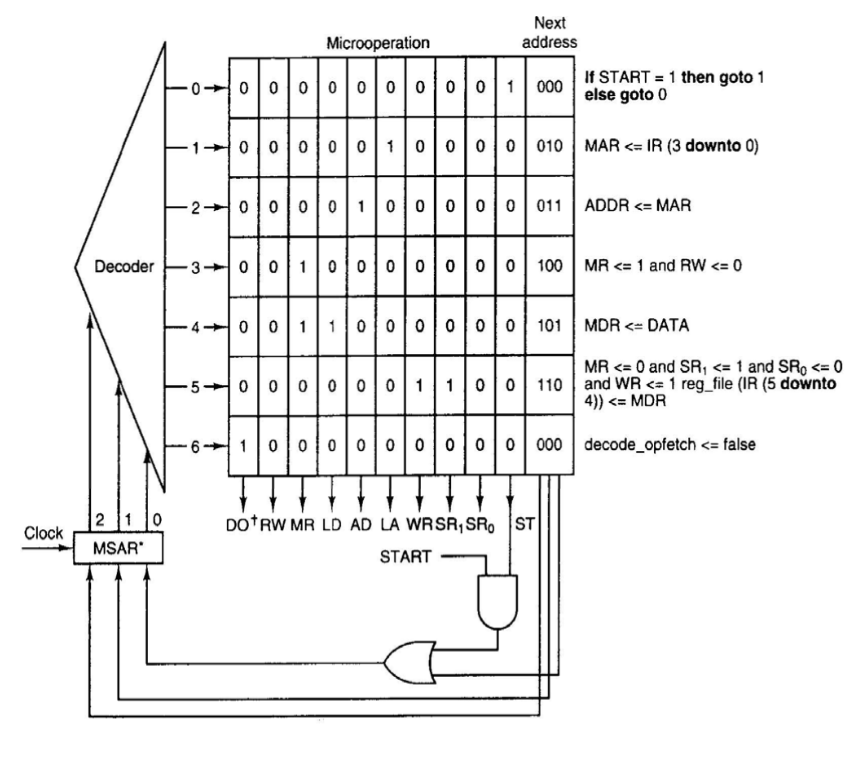 Next
Microoperation address
0 0 0 0 0 0 0 0 0 0 1 000 If START = 1 then goto 1
else goto 0
1 0 0 0 0 0 1 0 0 0 0 010 MAR <= IR (3 downto 0)
2 0 0 0 0 1 0 0 0 0 0 011 ADDR <= MAR
Decoder 3 0 0 1 0 0 0 0 0 0 0 100 MR <= 1 and RW <= 0
4 0 0 1 1 0 0 0 0 0 0 101 MDR <= DATA
MR <= 0 and SR₁ <= 1 and SR₀ <= 0
5 0 0 0 0 0 0 1 1 0 0 110 and WR <= 1 reg_file (IR (5 downto
4)) <= MDR
6 1 0 0 0 0 0 0 0 0 0 000 decode_opfetch <= false
2 1 0 DO† RW MR LD AD LA WR SR₁ SR₀ ST
Clock
MSAR*
START